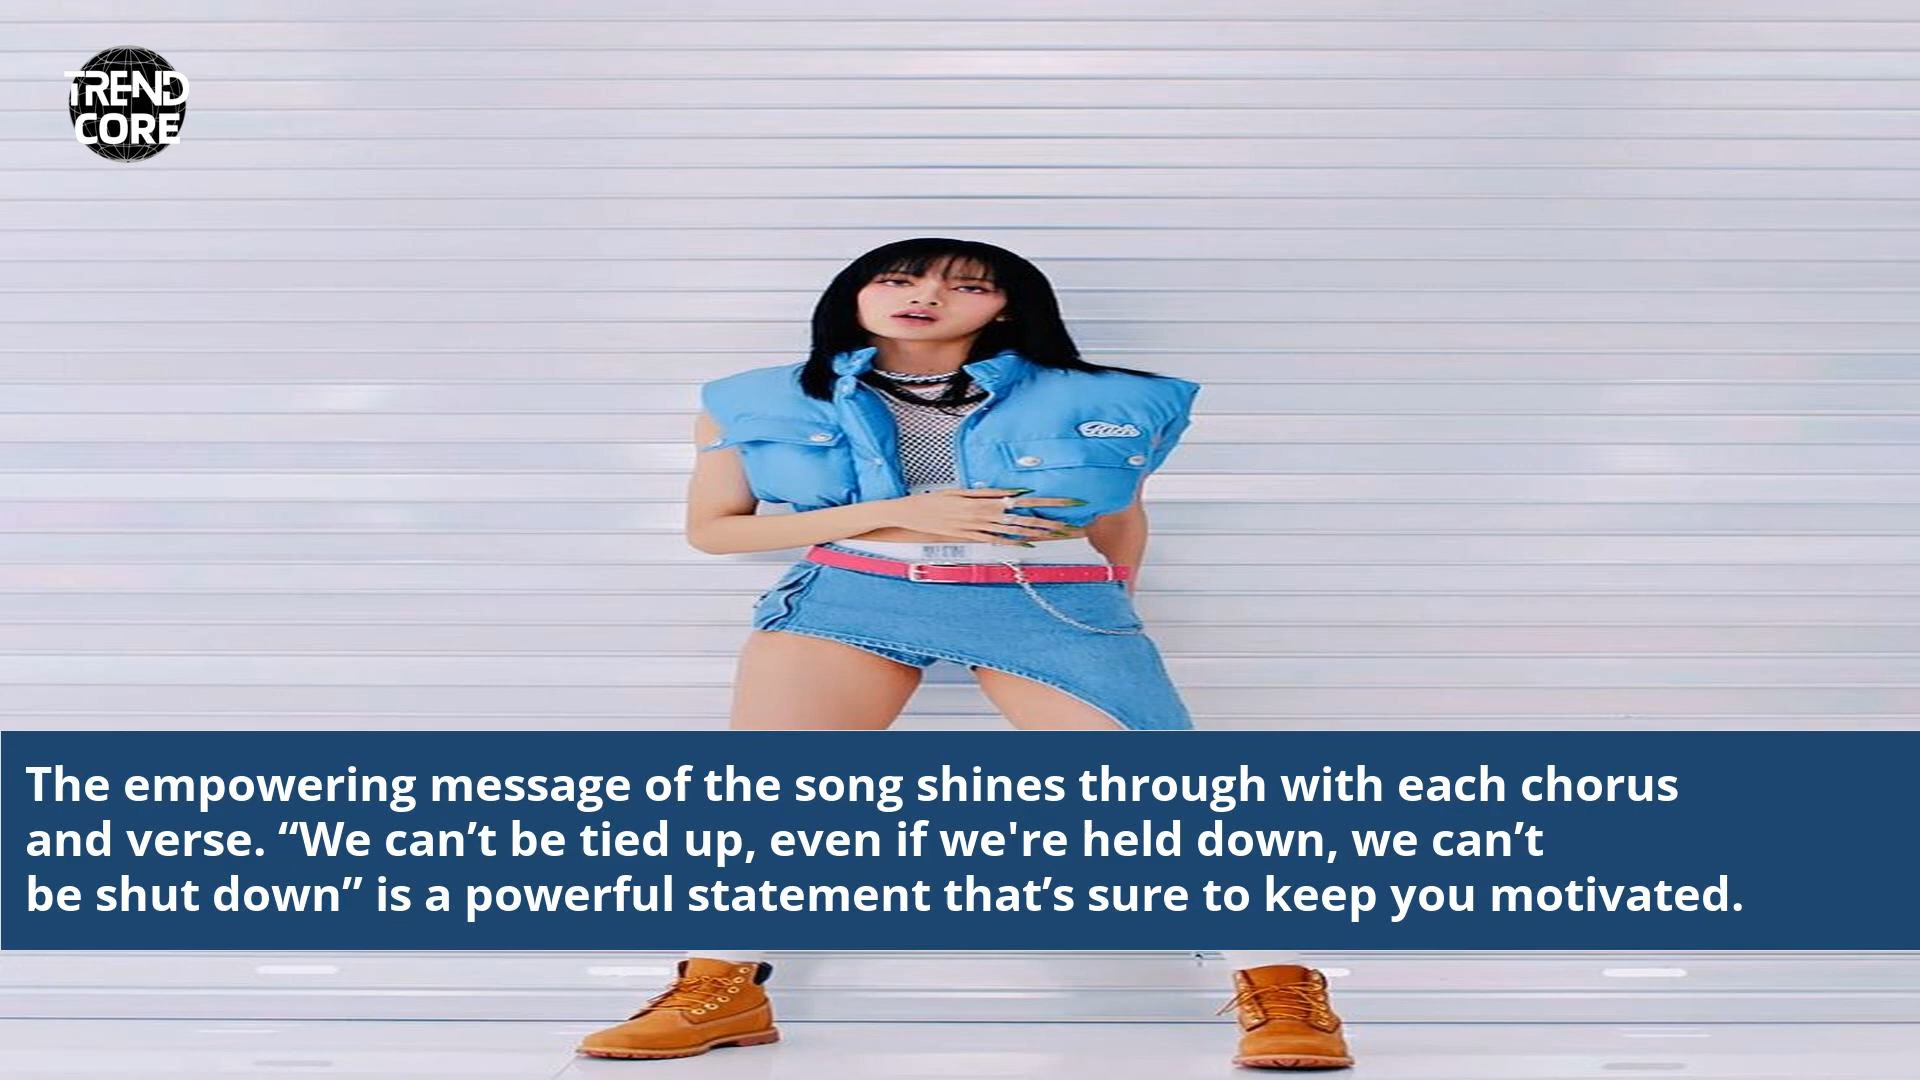 TREND
CORE
The empowering message of the song shines through with each chorus
and verse. “We can’t be tied up, even if we're held down, we can’t
be shut down” is a powerful statement that’s sure to keep you motivated.